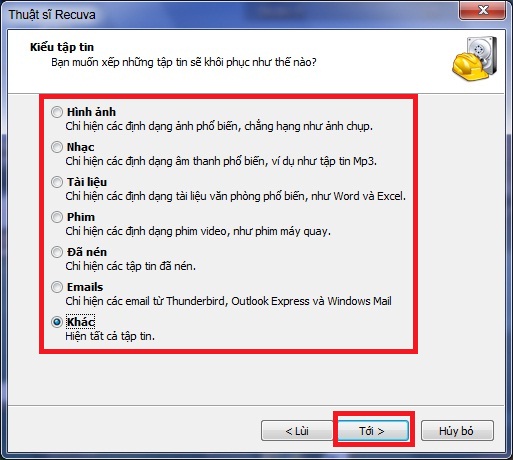 Thuật sĩ Recuva
Kiểu tập tin
Bạn muốn xếp những tập tin sẽ khôi phục như thế nào?
Hình ảnh
Chỉ hiện các định dạng ảnh phổ biến, chẳng hạn như ảnh chụp.
Nhạc
Chỉ hiện các định dạng âm thanh phổ biến, ví dụ như tập tin Mp3.
Tài liệu
Chỉ hiện các định dạng tài liệu văn phòng phổ biến, như Word và Excel.
Phim
Chỉ hiện các định dạng phim video, như phim máy quay.
Đã nén
Chỉ hiện các tập tin đã nén.
Emails
Chỉ hiện các email từ Thunderbird, Outlook Express và Windows Mail
Khác
Hiện tất cả tập tin.
< Lùi
Tới >
Hủy bỏ